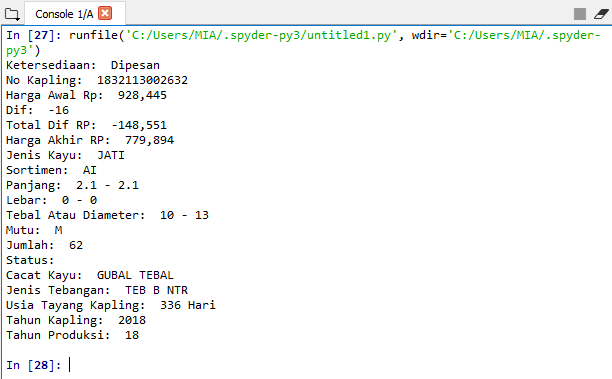 Console 1/A
In [27]: runfile('C:/Users/MIA/.spyder-py3/untitled1.py', wdir='C:/Users/MIA/.spyder-
py3')
Ketersediaan:  Dipesan
No Kapling:  1832113002632
Harga Awal Rp:  928,445
Dif:  -16
Total Dif RP:  -148,551
Harga Akhir RP:  779,894
Jenis Kayu:  JATI
Sortimen:  AI
Panjang:  2.1 - 2.1
Lebar:  0 - 0
Tebal Atau Diameter:  10 - 13
Mutu:  M
Jumlah:  62
Status:
Cacat Kayu:  GUBAL TEBAL
Jenis Tebangan:  TEB B NTR
Usia Tayang Kapling:  336 Hari
Tahun Kapling:  2018
Tahun Produksi:  18
In [28]: